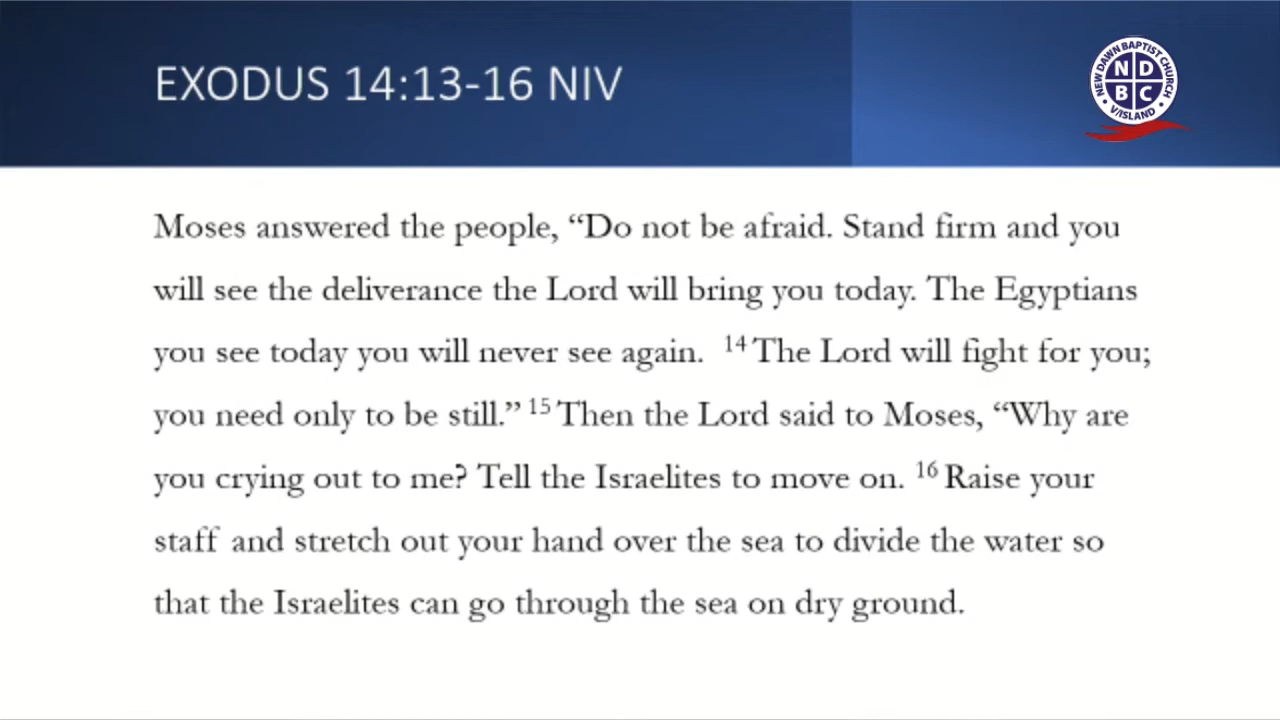 EXODUS 14:13-16 NIV
NEW DAWN BAPTIST CHURCH
N D
B C
Moses answered the people, “Do not be afraid. Stand firm and you
will see the deliverance the Lord will bring you today. The Egyptians
you see today you will never see again. 14 The Lord will fight for you;
you need only to be still.” 15 Then the Lord said to Moses, “Why are
you crying out to me? Tell the Israelites to move on. 16 Raise your
staff and stretch out your hand over the sea to divide the water so
that the Israelites can go through the sea on dry ground.